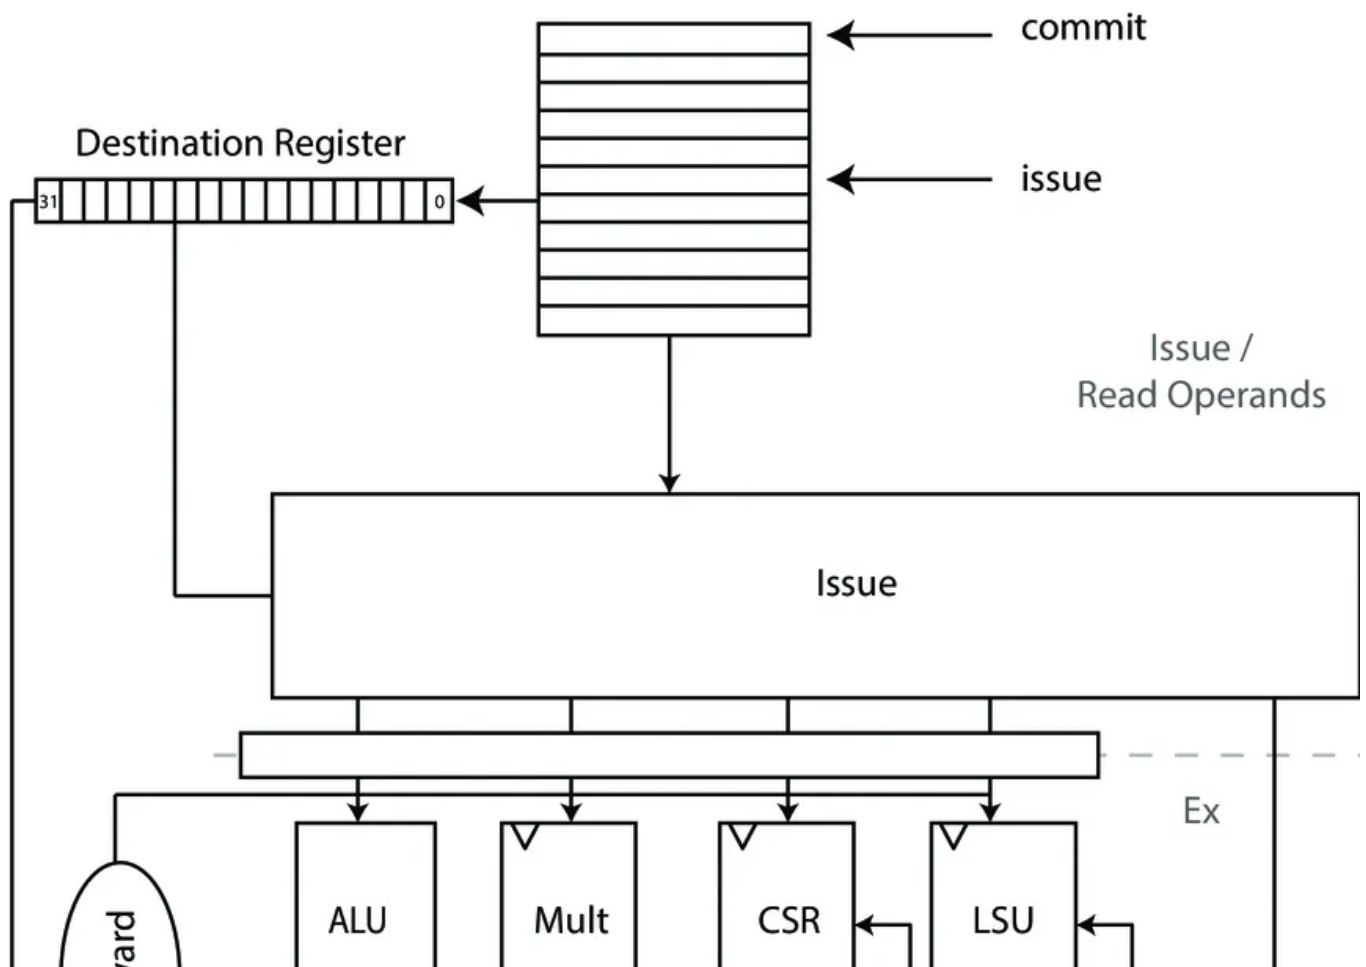 commit
Destination Register
31
0
issue
Issue /
Read Operands
Issue
Ex
ALU
Mult
CSR
LSU